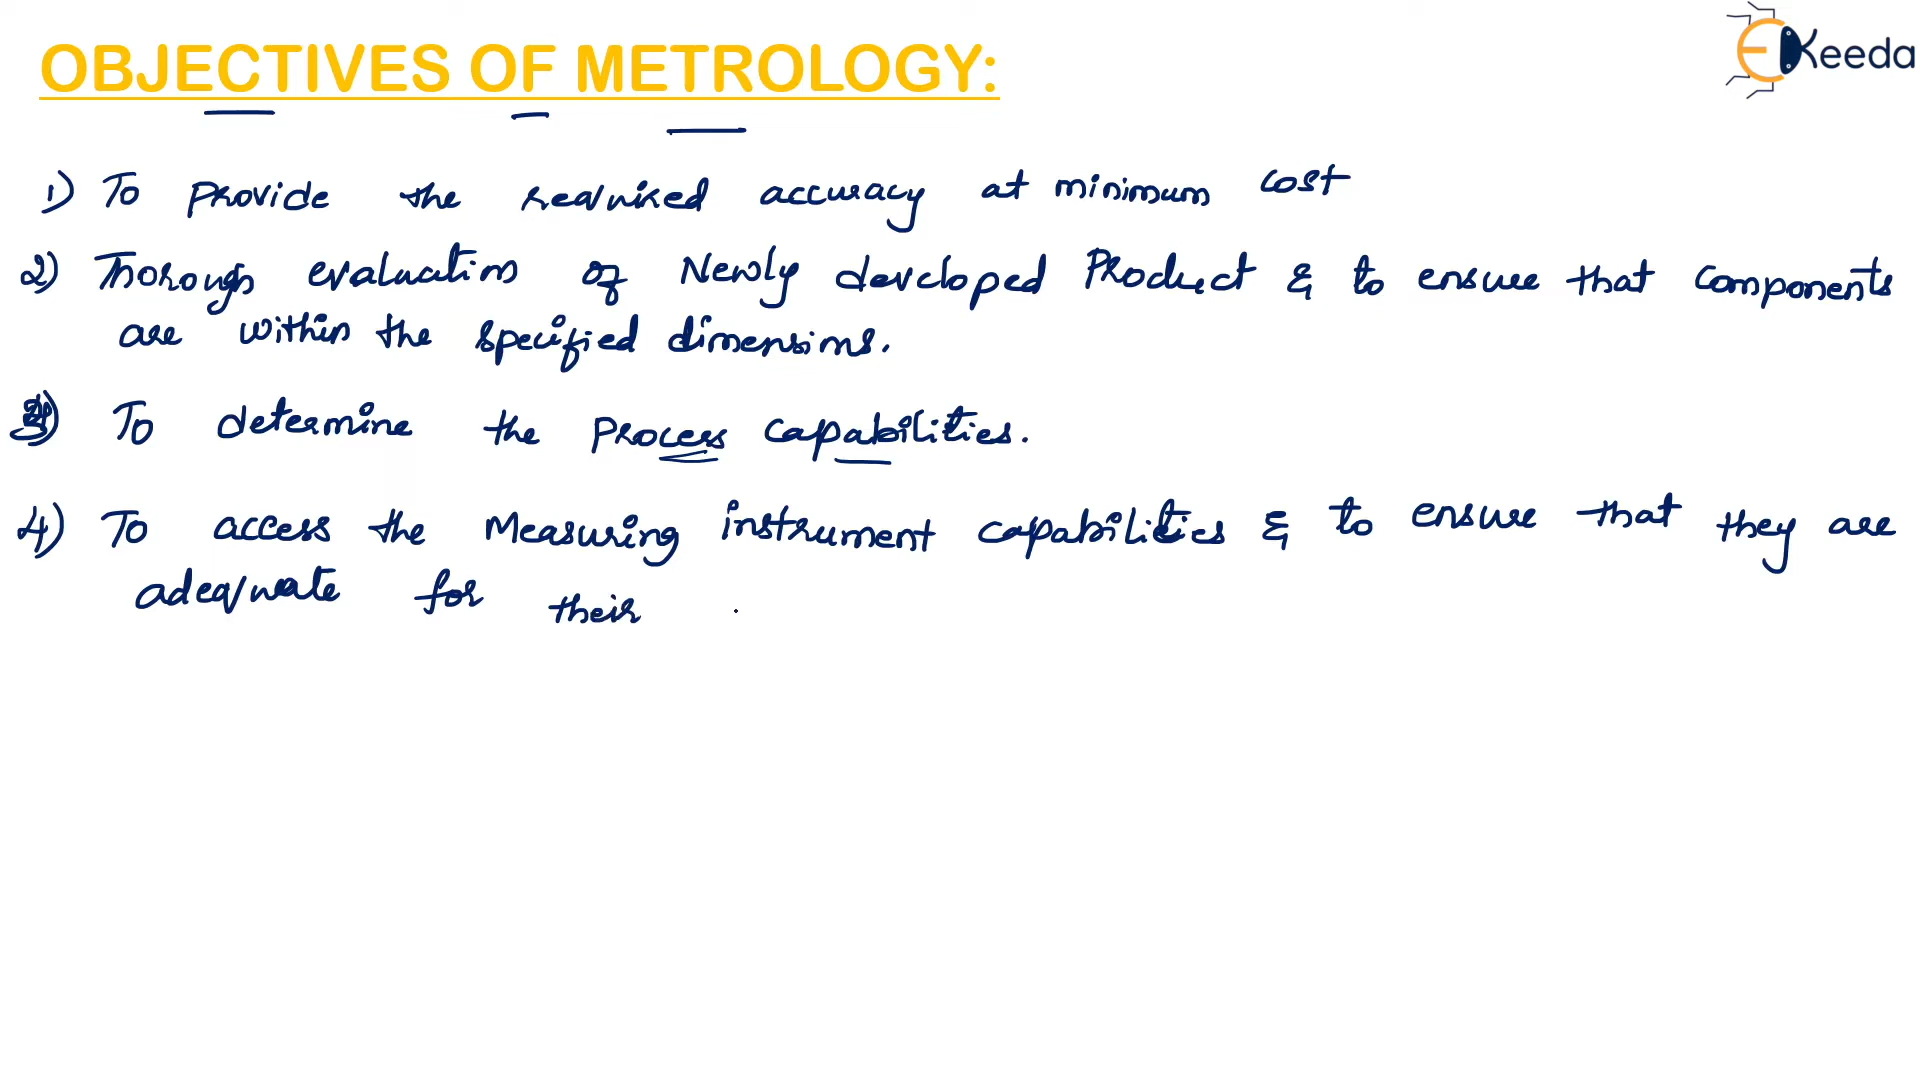 OBJECTIVES OF METROLOGY:
EKeeda
1) To Provide the required accuracy at minimum cost
2) Thorough evaluation of Newly developed Product & to ensure that components
are within the specified dimensions.
3) To determine the Process capabilities.
4) To access the Measuring instrument capabilities & to ensure that they are
adequate for their